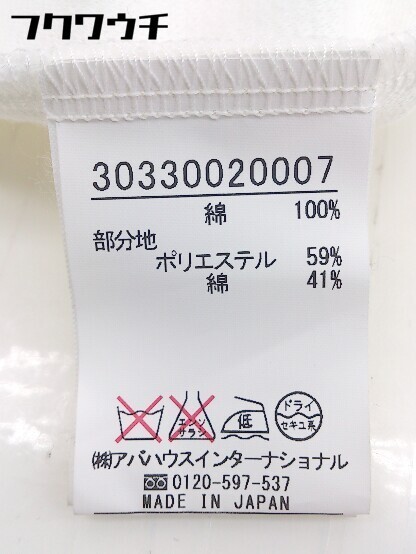 フクワウチ
30330020007
綿 100%
部分地
ポリエステル 59%
綿 41%
エンソ サラシ 低 ドライ セキユ系
㈱アバハウスインターナショナル
0120-597-537
MADE IN JAPAN